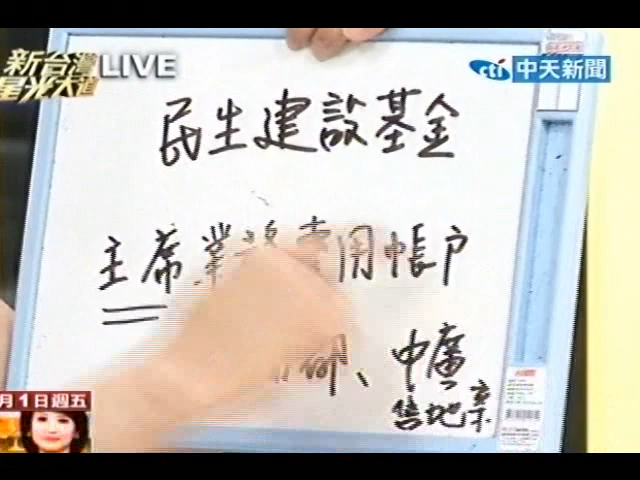 新台灣
星光大道
LIVE
cti 中天新聞
民生建設基金
主席業務專用帳戶
中廣
售地案
月1日週五